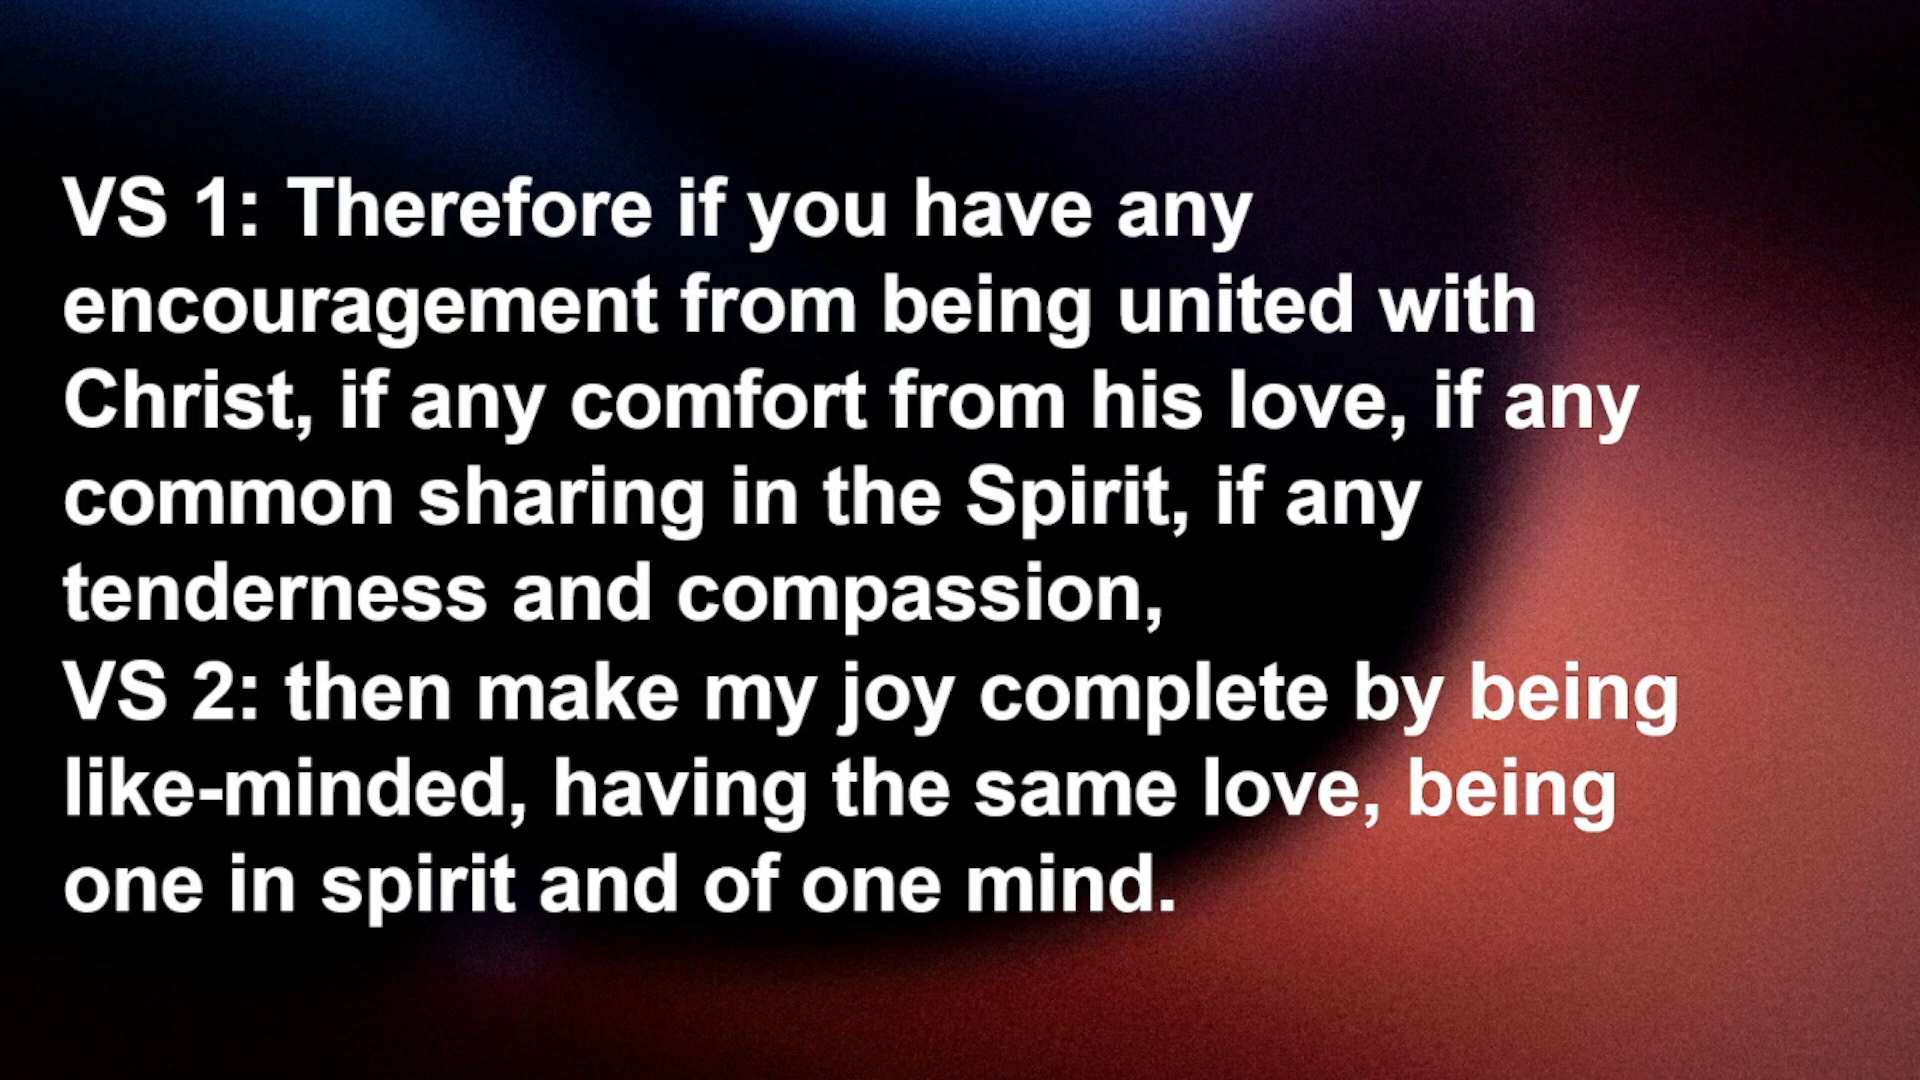 VS 1: Therefore if you have any
encouragement from being united with
Christ, if any comfort from his love, if any
common sharing in the Spirit, if any
tenderness and compassion,
VS 2: then make my joy complete by being
like-minded, having the same love, being
one in spirit and of one mind.